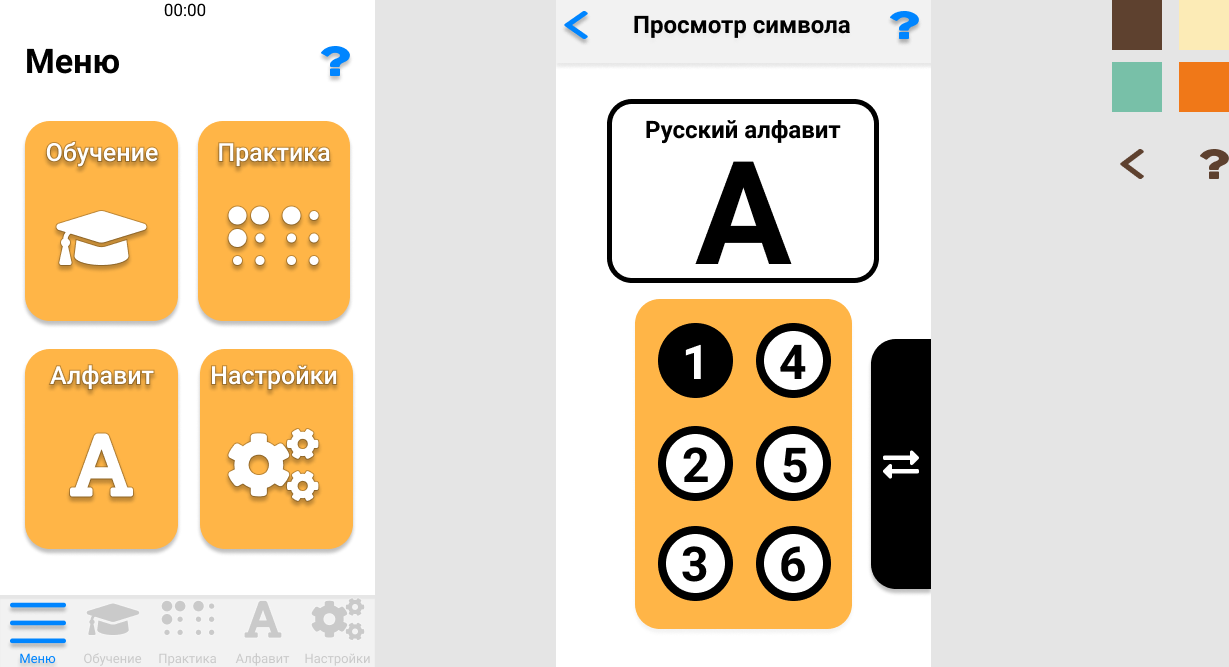 00:00
Меню
?
Обучение
Практика
Алфавит
А
Настройки
Меню
Обучение
Практика
А
Алфавит
Настройки
Просмотр символа
?
Русский алфавит
А
1 4
2 5
3 6
?